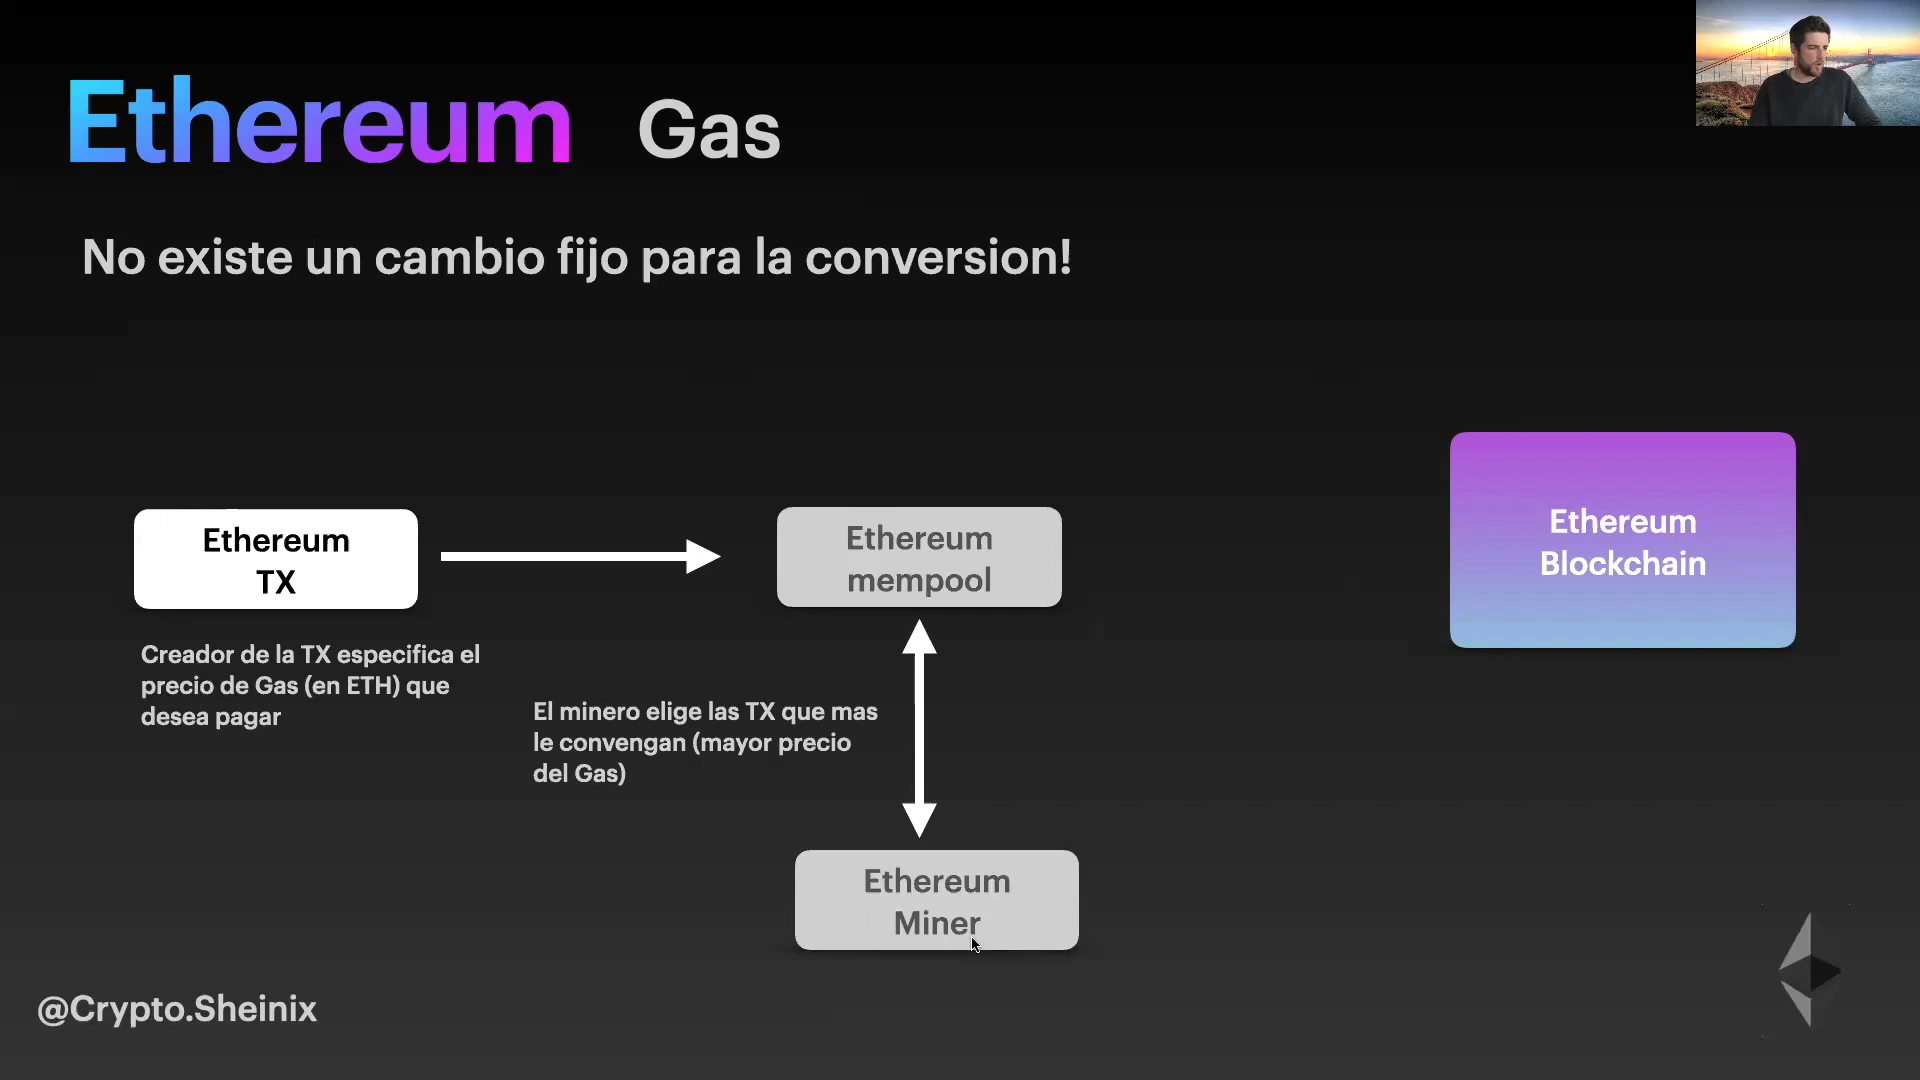 Ethereum Gas
No existe un cambio fijo para la conversion!
Ethereum
TX
Ethereum
mempool
Ethereum
Blockchain
Creador de la TX especifica el
precio de Gas (en ETH) que
desea pagar
El minero elige las TX que mas
le convengan (mayor precio
del Gas)
Ethereum
Miner
@Crypto.Sheinix